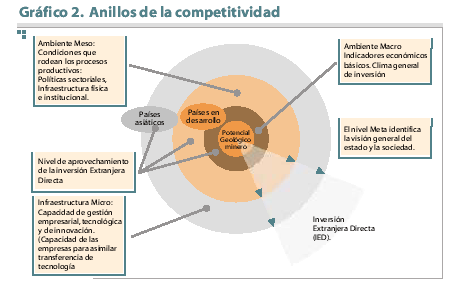 Gráfico 2. Anillos de la competitividad
Ambiente Meso:
Condiciones que
rodean los procesos
productivos:
Políticas sectoriales,
Infraestructura física
e institucional.
Ambiente Macro
Indicadores económicos
básicos. Clima general
de inversión
Países
asiáticos
Países en
desarrollo
Potencial
Geológico
minero
El nivel Meta identifica
la visión general del
estado y la sociedad.
Nivel de aprovechamiento
de la inversión Extranjera
Directa
Infraestructura Micro:
Capacidad de gestión
empresarial, tecnológica
y de innovación.
(Capacidad de las
empresas para asimilar
transferencia de
tecnología
Inversión
Extranjera Directa
(IED).